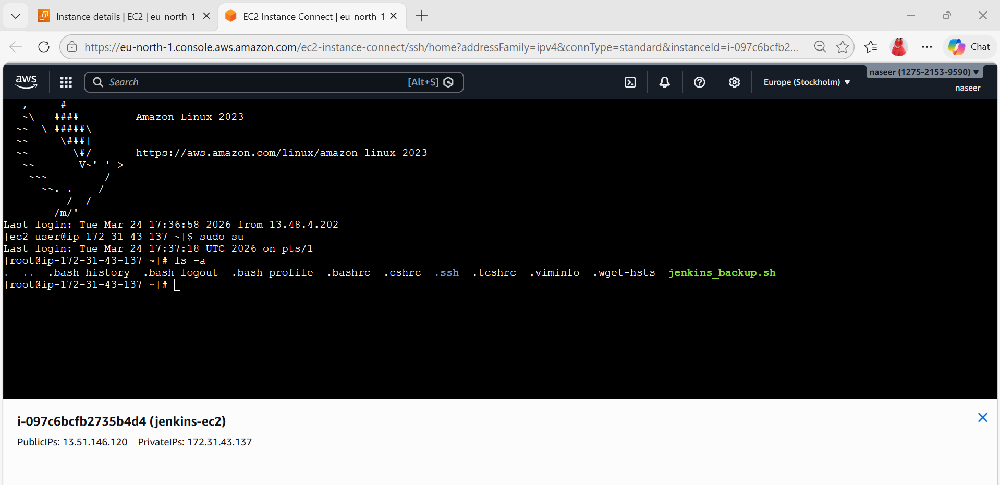 Instance details | EC2 | eu-north-1
EC2 Instance Connect | eu-north-1
https://eu-north-1.console.aws.amazon.com/ec2-instance-connect/ssh/home?addressFamily=ipv4&connType=standard&instanceId=i-097c6bcfb2...
Chat
aws
Search
[Alt+S]
Europe (Stockholm) ▼
naseer (1275-2153-9590) ▼
naseer
   ,     #_
   ~\_  ####_        Amazon Linux 2023
  ~~  \_#####\
  ~~     \###|
  ~~       \#/ ___   https://aws.amazon.com/linux/amazon-linux-2023
   ~~       V~' '->
    ~~~         /
      ~~._.   _/
         _/ _/
       _/m/'
Last login: Tue Mar 24 17:36:58 2026 from 13.48.4.202
[ec2-user@ip-172-31-43-137 ~]$ sudo su -
Last login: Tue Mar 24 17:37:18 UTC 2026 on pts/1
[root@ip-172-31-43-137 ~]# ls -a
.  ..  .bash_history  .bash_logout  .bash_profile  .bashrc  .cshrc  .ssh  .tcshrc  .viminfo  .wget-hsts  jenkins_backup.sh
[root@ip-172-31-43-137 ~]#
i-097c6bcfb2735b4d4 (jenkins-ec2)
PublicIPs: 13.51.146.120 PrivateIPs: 172.31.43.137